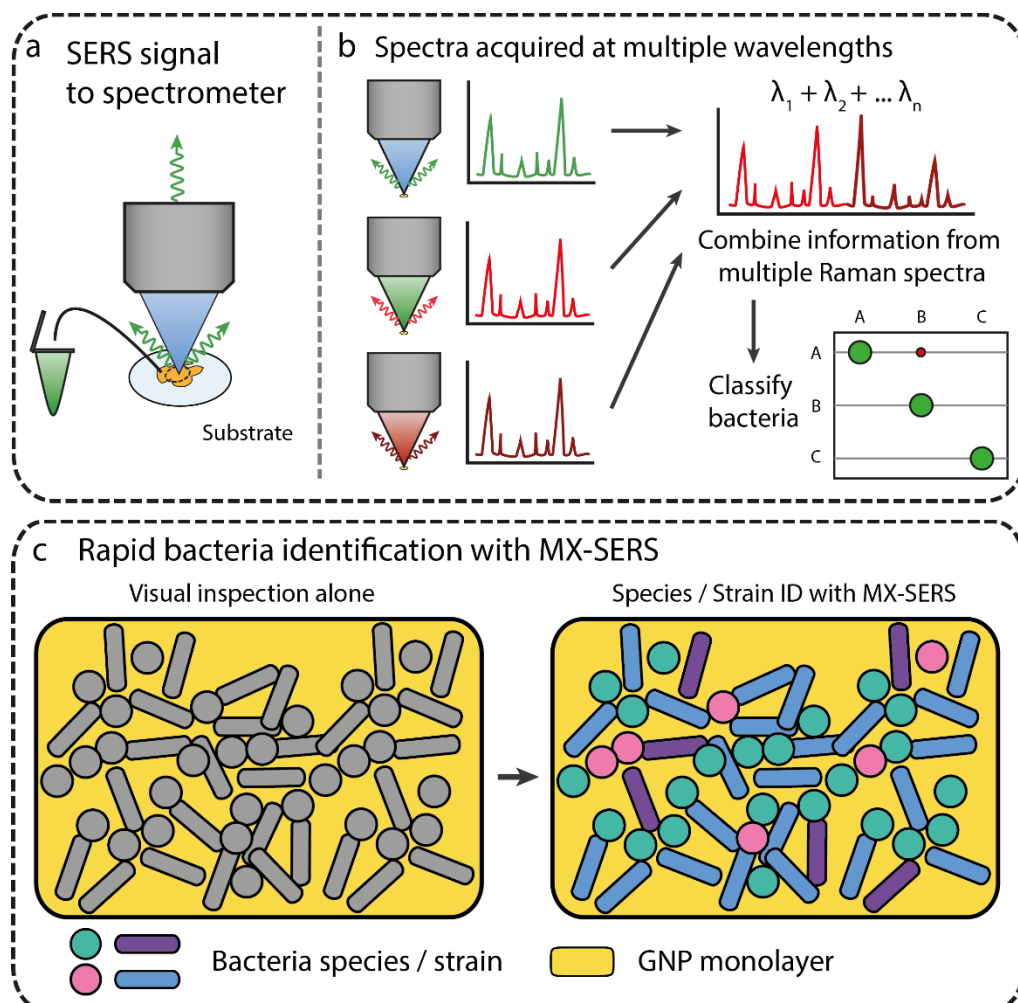 a
SERS signal
to spectrometer
Substrate
b Spectra acquired at multiple wavelengths
λ1 + λ2 + ... λn
Combine information from
multiple Raman spectra
Classify
bacteria
A B C
A
B
C
c Rapid bacteria identification with MX-SERS
Visual inspection alone
Species / Strain ID with MX-SERS
Bacteria species / strain
GNP monolayer